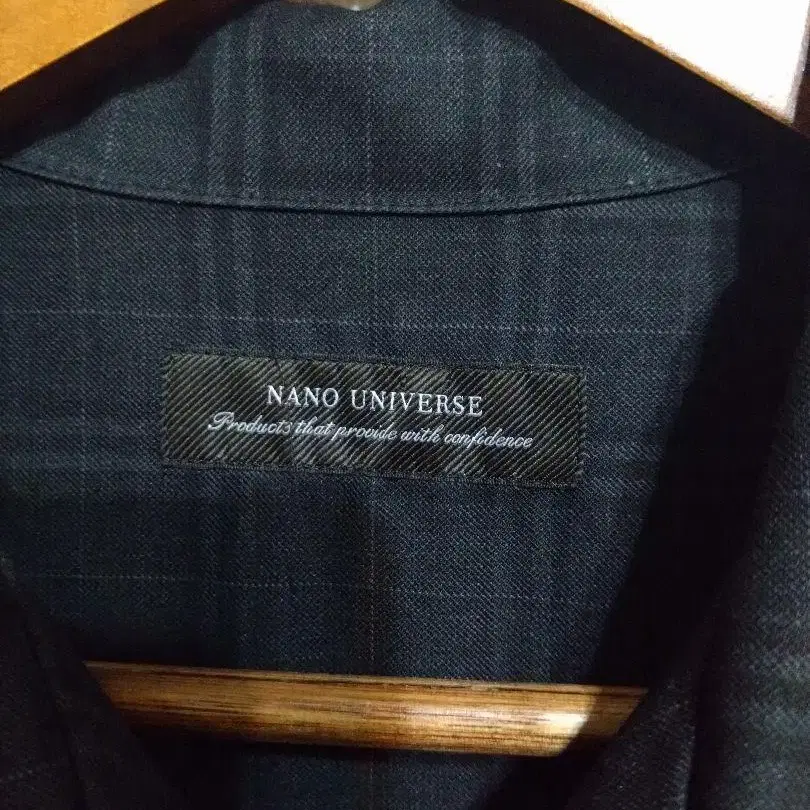 NANO UNIVERSE
Products that provide with confidence